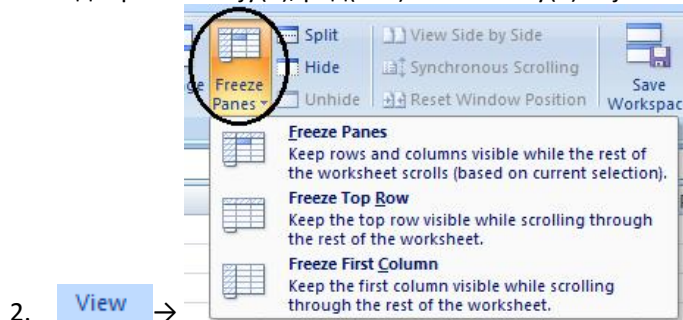 Split View Side by Side
Hide Synchronous Scrolling
Freeze Panes Unhide Reset Window Position Save
Freeze Panes
Keep rows and columns visible while the rest of
the worksheet scrolls (based on current selection).
Freeze Top Row
Keep the top row visible while scrolling through
the rest of the worksheet.
Freeze First Column
Keep the first column visible while scrolling
through the rest of the worksheet.
2. View →